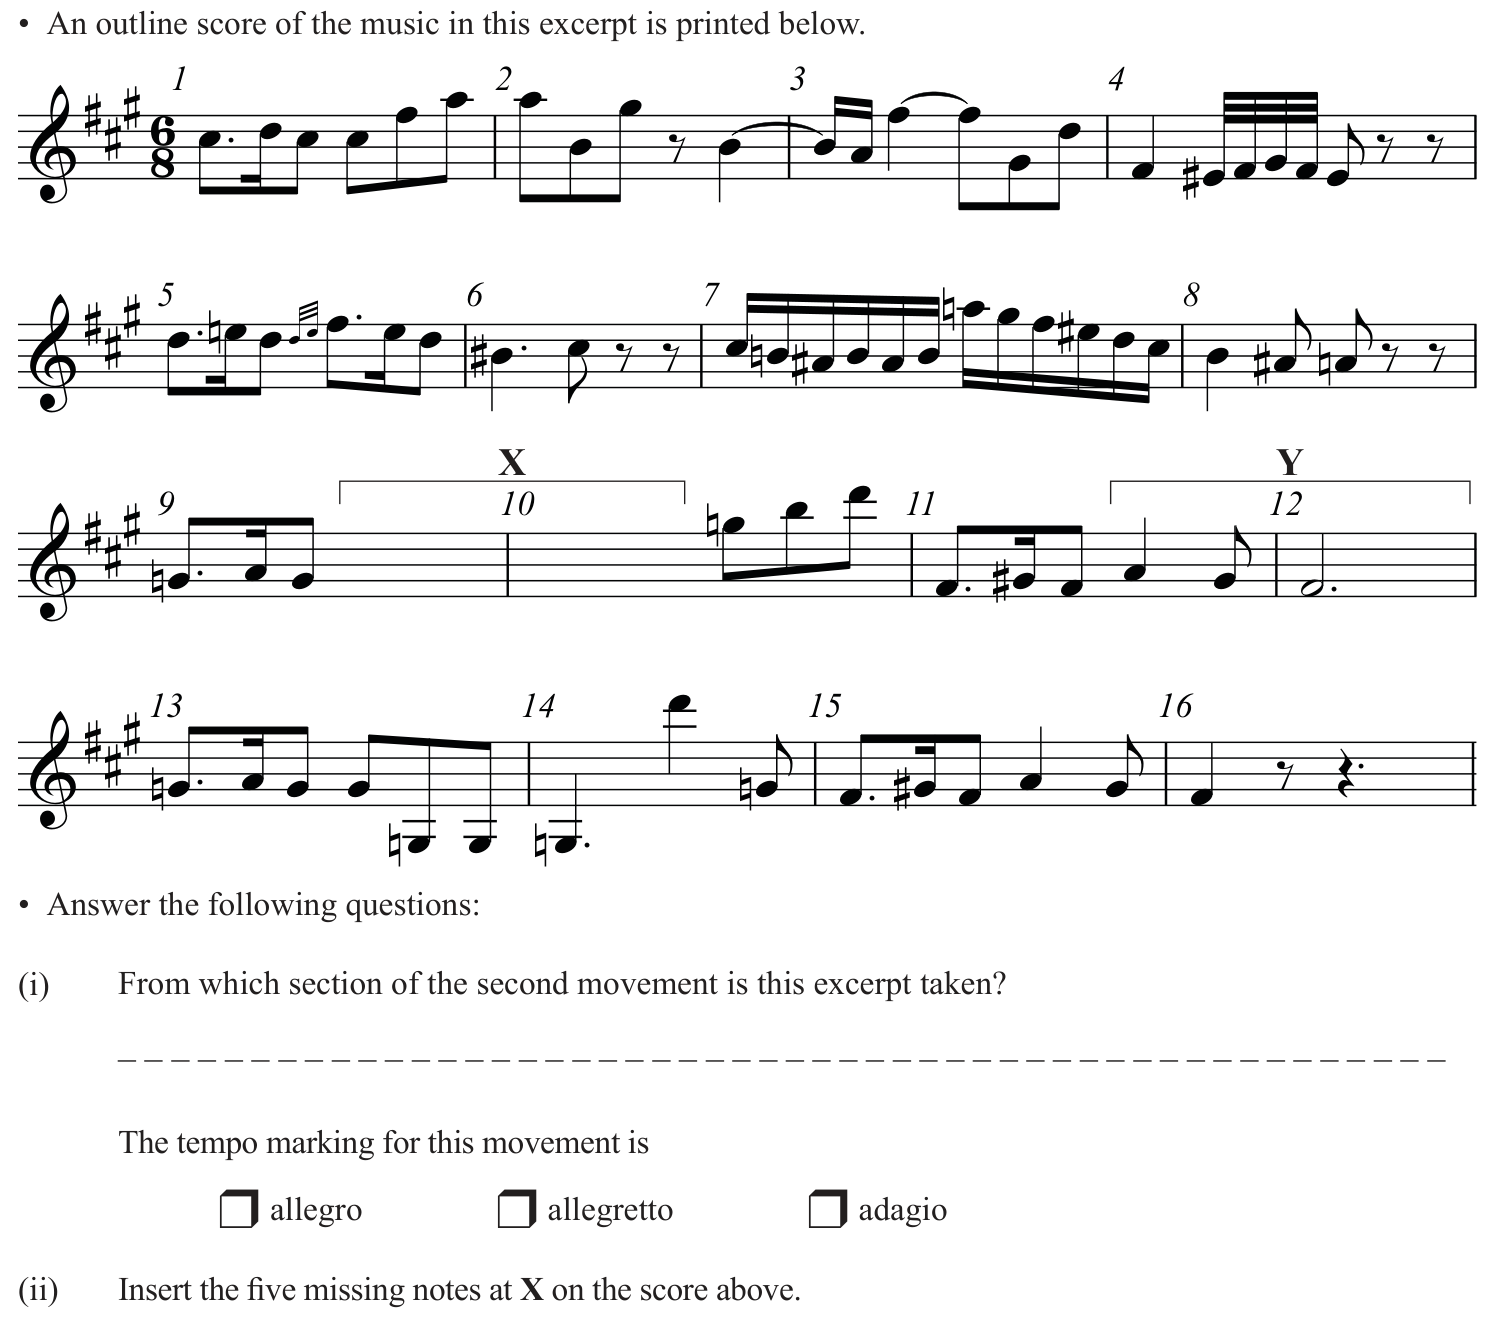 • An outline score of the music in this excerpt is printed below.
1 2 3 4
6
8
5 6 7 8
X Y
9 10 11 12
13 14 15 16
• Answer the following questions:
(i) From which section of the second movement is this excerpt taken?
The tempo marking for this movement is
allegro allegretto adagio
(ii) Insert the five missing notes at X on the score above.